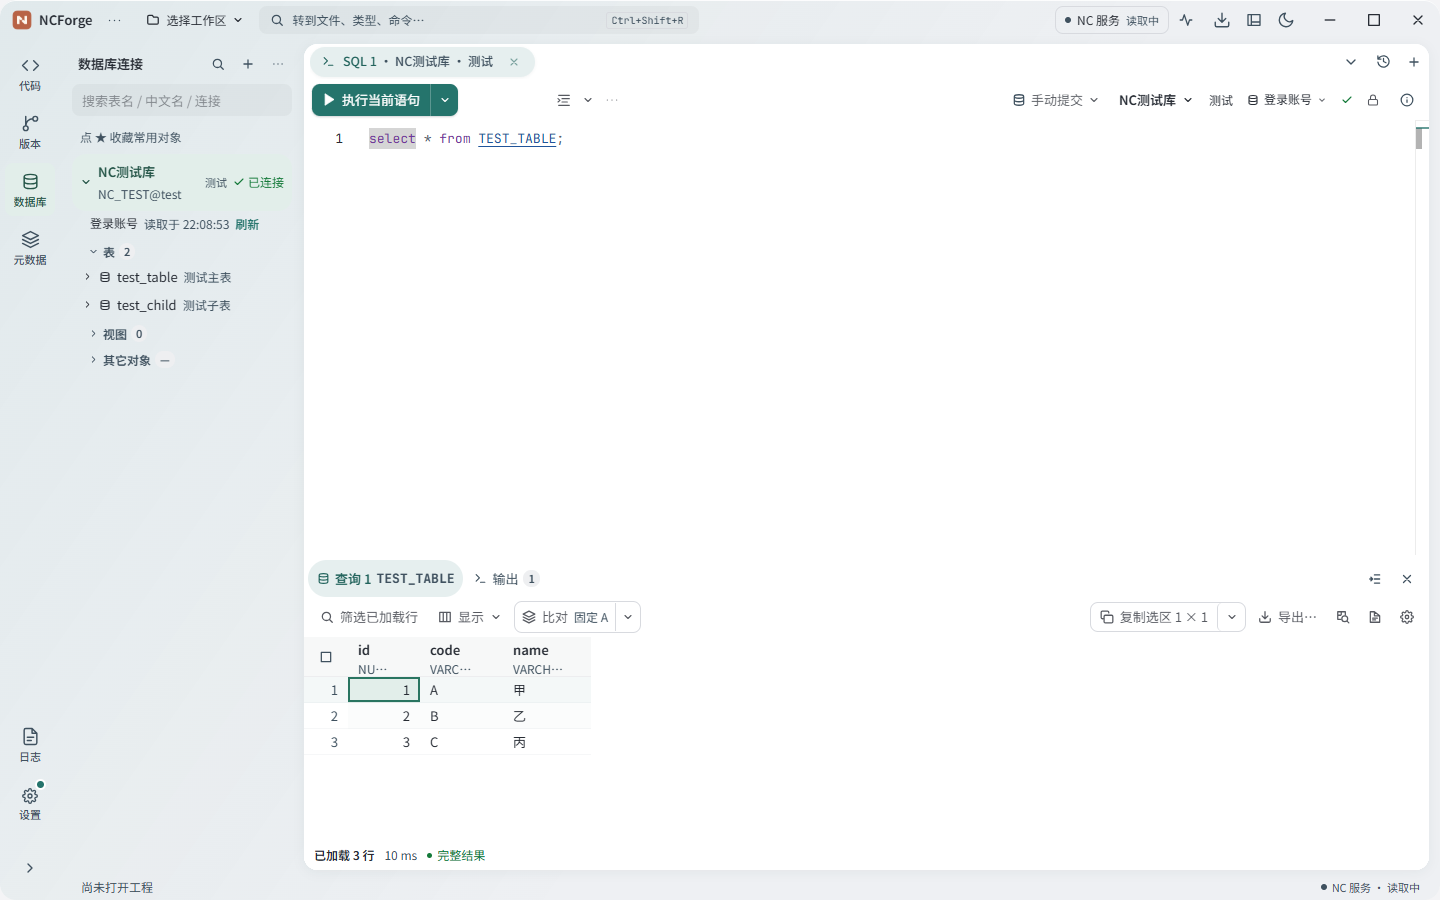 NCForge ··· 选择工作区 转到文件、类型、命令··· Ctrl+Shift+R NC 服务 读取中
代码
版本
数据库
元数据
日志
设置
数据库连接 ···
搜索表名 / 中文名 / 连接
点 ★ 收藏常用对象
NC测试库
NC_TEST@test
测试 已连接
登录账号 读取于 22:08:53 刷新
表 2
test_table 测试主表
test_child 测试子表
视图 0
其它对象 —
SQL 1 • NC测试库 • 测试
执行当前语句 ··· 手动提交 NC测试库 测试 登录账号
1 select * from TEST_TABLE;
查询 1 TEST_TABLE 输出 1
筛选已加载行 显示 比对 固定 A 复制选区 1 × 1 导出···
id code name
NU··· VARC··· VARCH···
1 1 A 甲
2 2 B 乙
3 3 C 丙
已加载 3 行 10 ms 完整结果
尚未打开工程 NC 服务 • 读取中